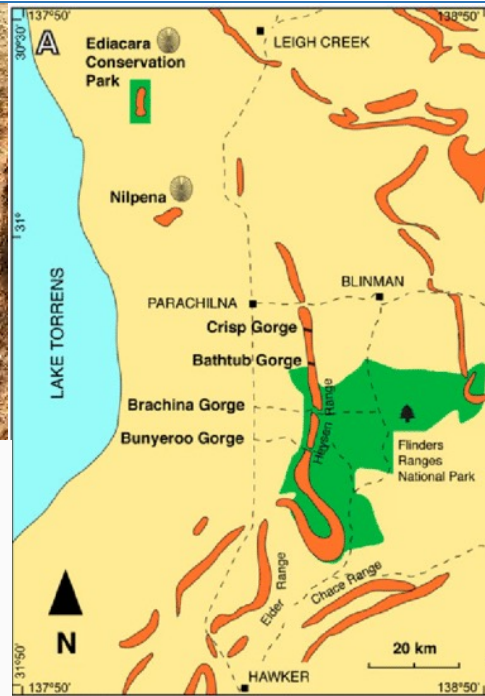 137°50'
138°50'
30°30'
A
Ediacara
Conservation
Park
LEIGH CREEK
Nilpena
31°
LAKE TORRENS
BLINMAN
PARACHILNA
Crisp Gorge
Bathtub Gorge
Heysen Range
Brachina Gorge
Bunyeroo Gorge
Flinders
Ranges
National Park
Elder Range
Chace Range
N
20 km
31°50'
HAWKER
137°50'
138°50'